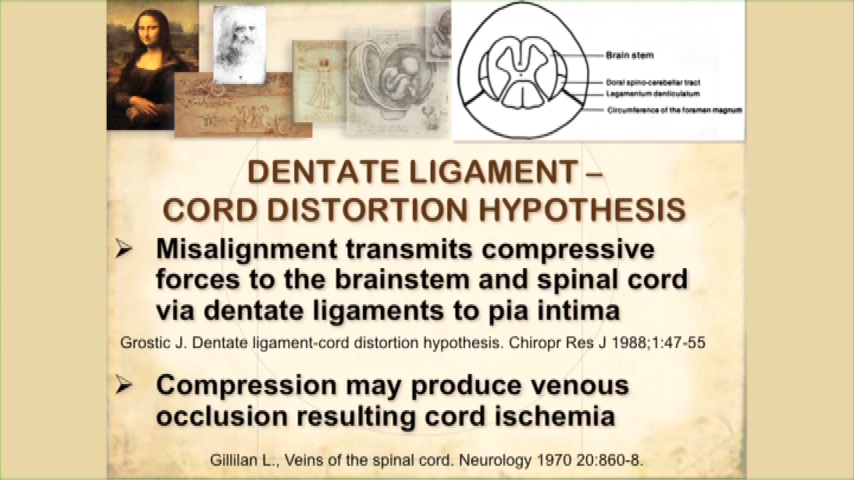 Brain stem
Doral spino-cerebellar tract
Legamantum denticulatum
Circumference of the foramen magnum
DENTATE LIGAMENT –
CORD DISTORTION HYPOTHESIS
➢ Misalignment transmits compressive
forces to the brainstem and spinal cord
via dentate ligaments to pia intima
Grostic J. Dentate ligament-cord distortion hypothesis. Chiropr Res J 1988;1:47-55
➢ Compression may produce venous
occlusion resulting cord ischemia
Gillilan L., Veins of the spinal cord. Neurology 1970 20:860-8.